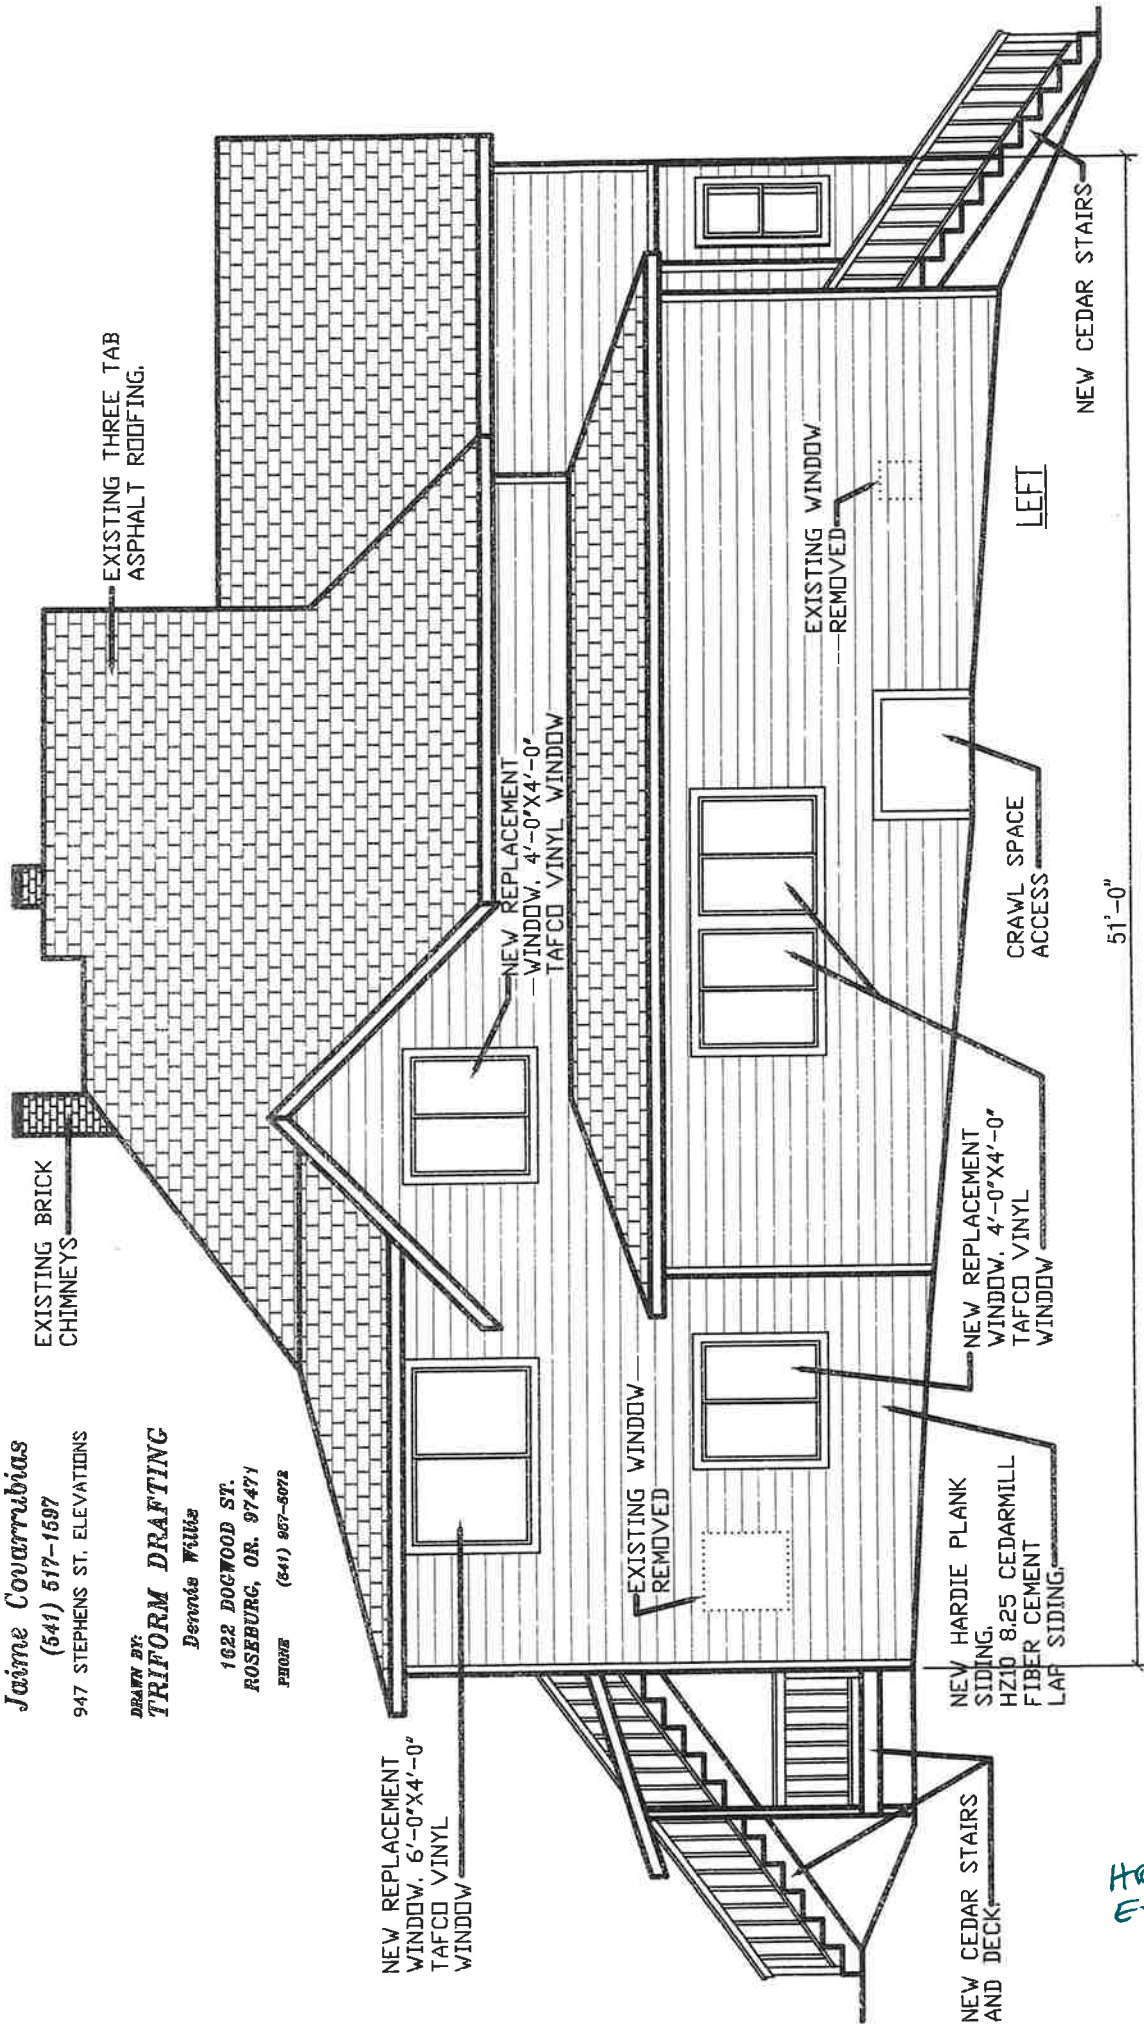 Jaime Covarrubias
(541) 517-1597
947 STEPHENS ST. ELEVATIONS
DRAWN BY:
TRIFORM DRAFTING
Dennis Willis
1622 DOGWOOD ST.
ROSEBURG, OR. 97471
PHONE (541) 957-5072
EXISTING BRICK
CHIMNEYS
EXISTING THREE TAB
ASPHALT ROOFING.
NEW REPLACEMENT
WINDOW, 6'-0"X4'-0"
TAFCO VINYL
WINDOW
NEW REPLACEMENT
WINDOW, 4'-0"X4'-0"
TAFCO VINYL WINDOW
EXISTING WINDOW
REMOVED
EXISTING WINDOW
REMOVED
NEW CEDAR STAIRS
AND DECK.
NEW HARDIE PLANK
SIDING.
HZ10 8.25 CEDARMILL
FIBER CEMENT
LAP SIDING.
NEW REPLACEMENT
WINDOW, 4'-0"X4'-0"
TAFCO VINYL
WINDOW
CRAWL SPACE
ACCESS
LEFT
NEW CEDAR STAIRS
51'-0"